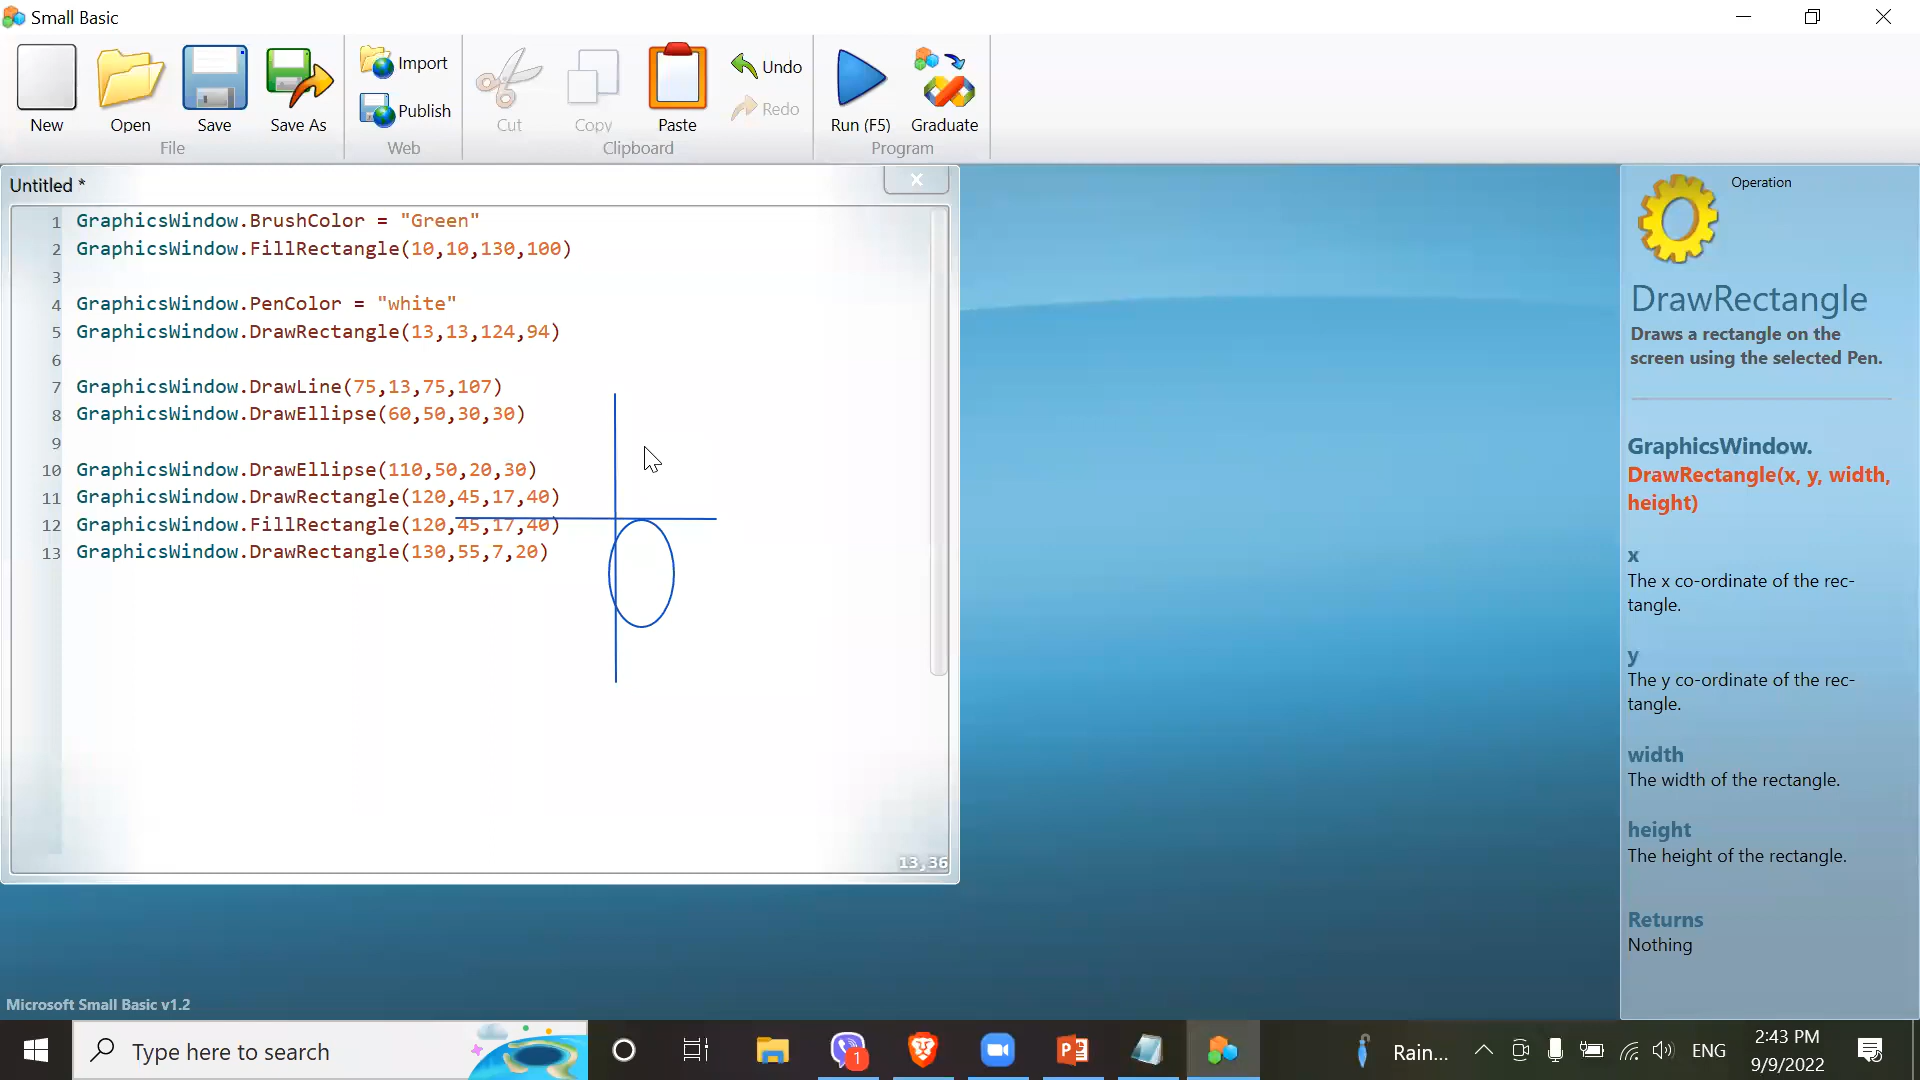 Small Basic
New
Open
Save
Save As
File
Import
Publish
Web
Cut
Copy
Paste
Undo
Redo
Clipboard
Run (F5)
Graduate
Program
Untitled *
1 GraphicsWindow.BrushColor = "Green"
2 GraphicsWindow.FillRectangle(10,10,130,100)
3
4 GraphicsWindow.PenColor = "white"
5 GraphicsWindow.DrawRectangle(13,13,124,94)
6
7 GraphicsWindow.DrawLine(75,13,75,107)
8 GraphicsWindow.DrawEllipse(60,50,30,30)
9
10 GraphicsWindow.DrawEllipse(110,50,20,30)
11 GraphicsWindow.DrawRectangle(120,45,17,40)
12 GraphicsWindow.FillRectangle(120,45,17,40)
13 GraphicsWindow.DrawRectangle(130,55,7,20)
13,36
Operation
DrawRectangle
Draws a rectangle on the
screen using the selected Pen.
GraphicsWindow.
DrawRectangle(x, y, width,
height)
x
The x co-ordinate of the rec-
tangle.
y
The y co-ordinate of the rec-
tangle.
width
The width of the rectangle.
height
The height of the rectangle.
Returns
Nothing
Microsoft Small Basic v1.2
Type here to search
1
Rain...
ENG
2:43 PM
9/9/2022